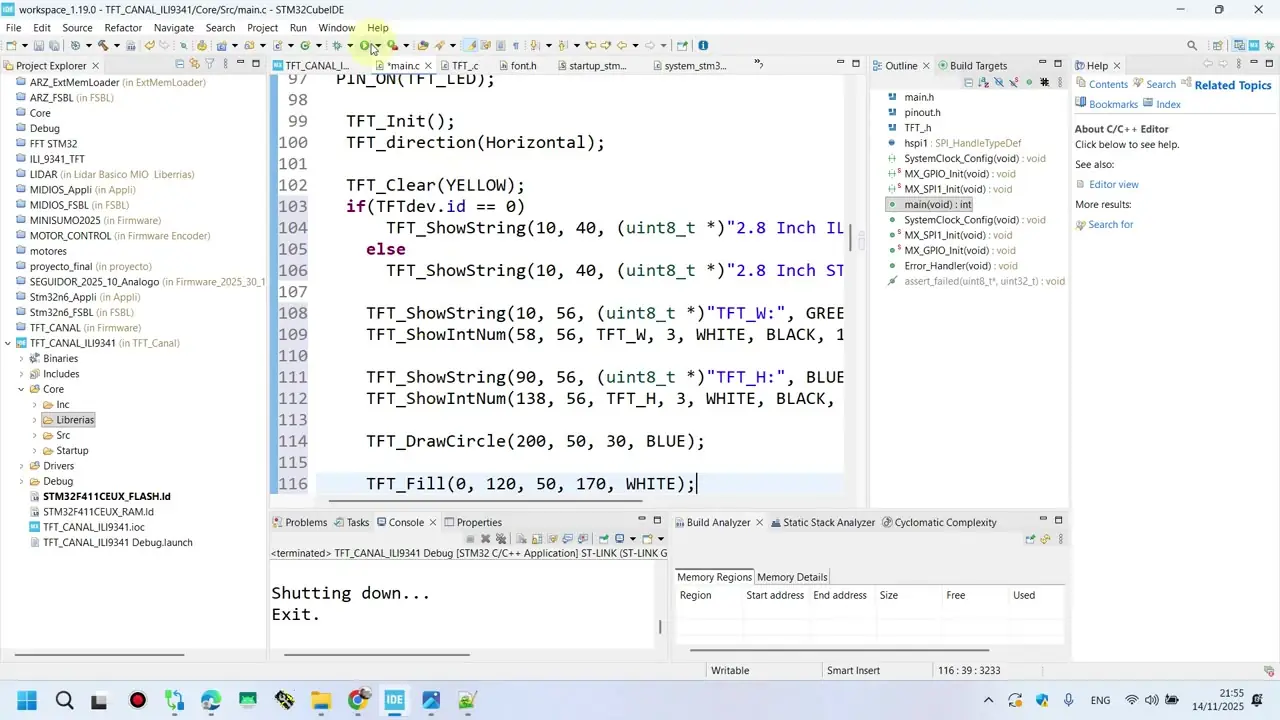 workspace_1.19.0 - TFT_CANAL_ILI9341/Core/Src/main.c - STM32CubeIDE
File Edit Source Refactor Navigate Search Project Run Window Help
Project Explorer
ARZ_ExtMemLoader (in ExtMemLoader)
ARZ_FSBL (in FSBL)
Core
Debug
FFT STM32
ILI_9341_TFT
LIDAR (in Lidar Basico MIO Liberrias)
MIDIOS_Appli (in Appli)
MIDIOS_FSBL (in FSBL)
MINISUMO2025 (in Firmware)
MOTOR_CONTROL (in Firmware Encoder)
motores
proyecto_final (in proyecto)
SEGUIDOR_2025_10_Analogo (in Firmware_2025_30_1
Stm32n6_Appli (in Appli)
Stm32n6_FSBL (in FSBL)
TFT_CANAL (in Firmware)
TFT_CANAL_ILI9341 (in TFT_Canal)
Binaries
Includes
Core
Inc
Librerias
Src
Startup
Drivers
Debug
STM32F411CEUX_FLASH.ld
STM32F411CEUX_RAM.ld
TFT_CANAL_ILI9341.ioc
TFT_CANAL_ILI9341 Debug.launch
TFT_CANAL_I... *main.c TFT_.c font.h startup_stm... system_stm3...
97 PIN_ON(TFT_LED);
98
99 TFT_Init();
100 TFT_direction(Horizontal);
101
102 TFT_Clear(YELLOW);
103 if(TFTdev.id == 0)
104 TFT_ShowString(10, 40, (uint8_t *)"2.8 Inch IL
105 else
106 TFT_ShowString(10, 40, (uint8_t *)"2.8 Inch ST
107
108 TFT_ShowString(10, 56, (uint8_t *)"TFT_W:", GREE
109 TFT_ShowIntNum(58, 56, TFT_W, 3, WHITE, BLACK, 1
110
111 TFT_ShowString(90, 56, (uint8_t *)"TFT_H:", BLUE
112 TFT_ShowIntNum(138, 56, TFT_H, 3, WHITE, BLACK,
113
114 TFT_DrawCircle(200, 50, 30, BLUE);
115
116 TFT_Fill(0, 120, 50, 170, WHITE);
Outline Build Targets
main.h
pinout.h
TFT_.h
hspi1 : SPI_HandleTypeDef
SystemClock_Config(void) : void
MX_GPIO_Init(void) : void
MX_SPI1_Init(void) : void
main(void) : int
SystemClock_Config(void) : void
MX_SPI1_Init(void) : void
MX_GPIO_Init(void) : void
Error_Handler(void) : void
assert_failed(uint8_t*, uint32_t) : void
Help
Contents Search Related Topics
Bookmarks Index
About C/C++ Editor
Click below to see help.
See also:
Editor view
More results:
Search for
Problems Tasks Console Properties
<terminated> TFT_CANAL_ILI9341 Debug [STM32 C/C++ Application] ST-LINK (ST-LINK G
Shutting down...
Exit.
Build Analyzer Static Stack Analyzer Cyclomatic Complexity
Memory Regions Memory Details
Region Start address End address Size Free Used
Writable Smart Insert 116 : 39 : 3233
IDE
ENG
21:55
14/11/2025